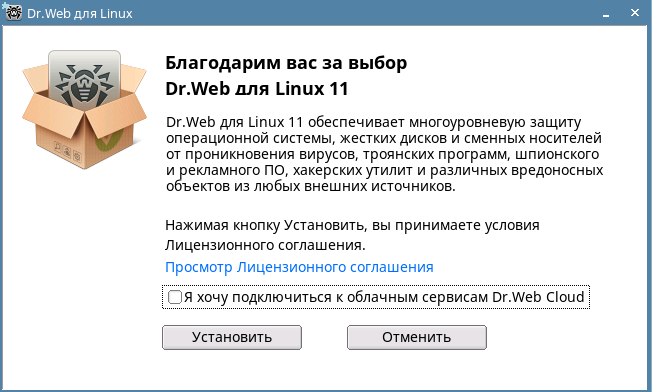 Dr.Web для Linux
Благодарим вас за выбор
Dr.Web для Linux 11
Dr.Web для Linux 11 обеспечивает многоуровневую защиту
операционной системы, жестких дисков и сменных носителей
от проникновения вирусов, троянских программ, шпионского
и рекламного ПО, хакерских утилит и различных вредоносных
объектов из любых внешних источников.
Нажимая кнопку Установить, вы принимаете условия
Лицензионного соглашения.
Просмотр Лицензионного соглашения
Я хочу подключиться к облачным сервисам Dr.Web Cloud
Установить
Отменить